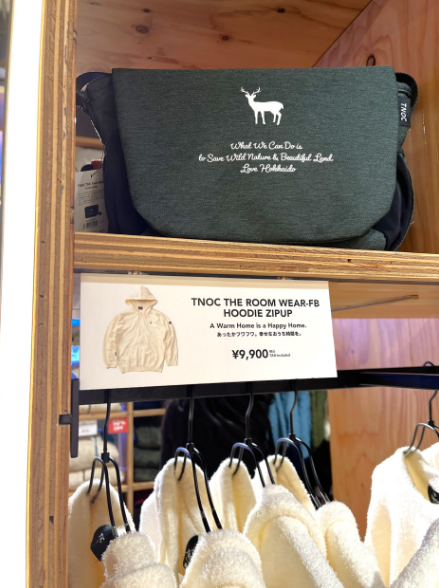 TNOC
What We Can Do is
to Save Wild Nature & Beautiful Land.
Love Hokkaido
TNOC THE ROOM WEAR-FB
HOODIE ZIPUP
A Warm Home is a Happy Home.
あったかフワフワ。幸せなおうち時間を。
¥9,900